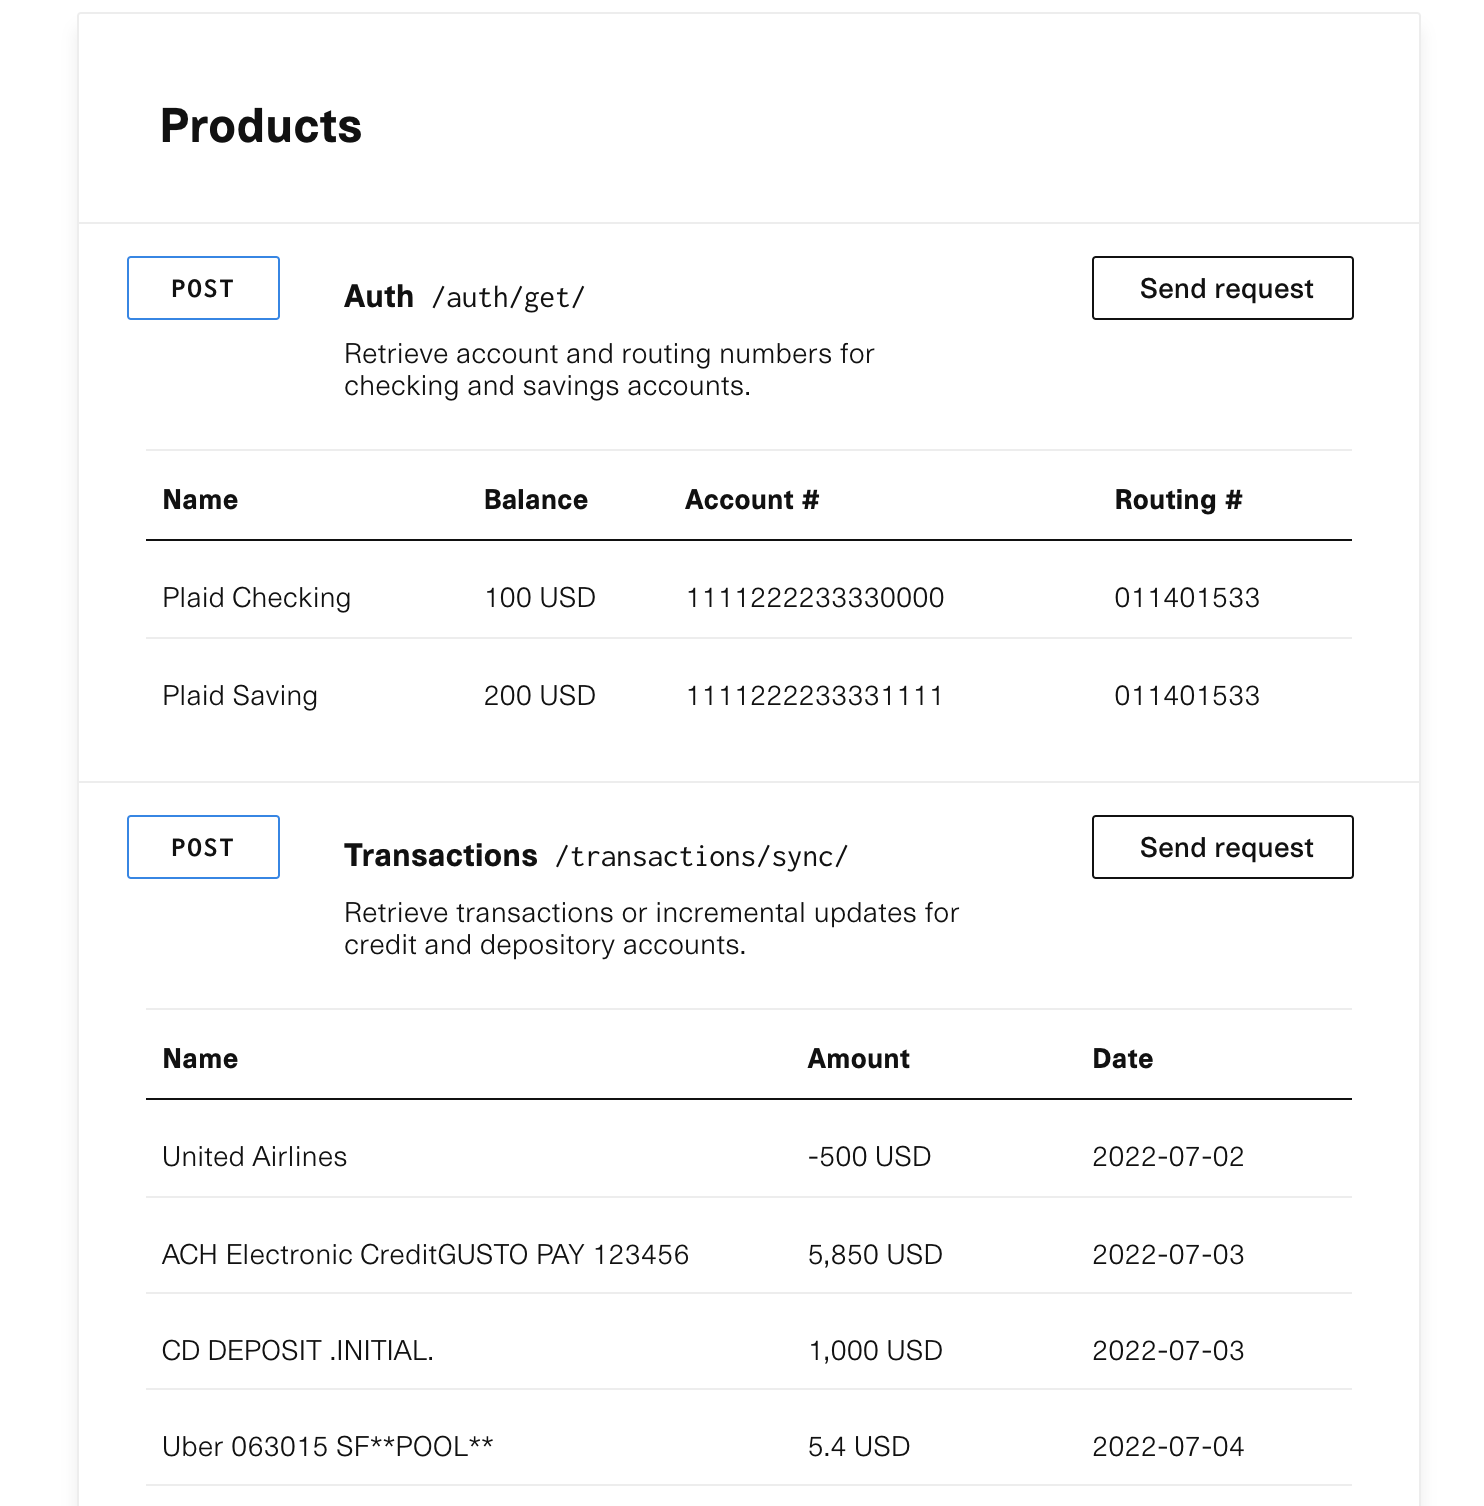 Products
POST
Auth /auth/get/
Send request
Retrieve account and routing numbers for
checking and savings accounts.
Name Balance Account # Routing #
Plaid Checking 100 USD 1111222233330000 011401533
Plaid Saving 200 USD 1111222233331111 011401533
POST
Transactions /transactions/sync/
Send request
Retrieve transactions or incremental updates for
credit and depository accounts.
Name Amount Date
United Airlines -500 USD 2022-07-02
ACH Electronic CreditGUSTO PAY 123456 5,850 USD 2022-07-03
CD DEPOSIT .INITIAL. 1,000 USD 2022-07-03
Uber 063015 SF**POOL** 5.4 USD 2022-07-04